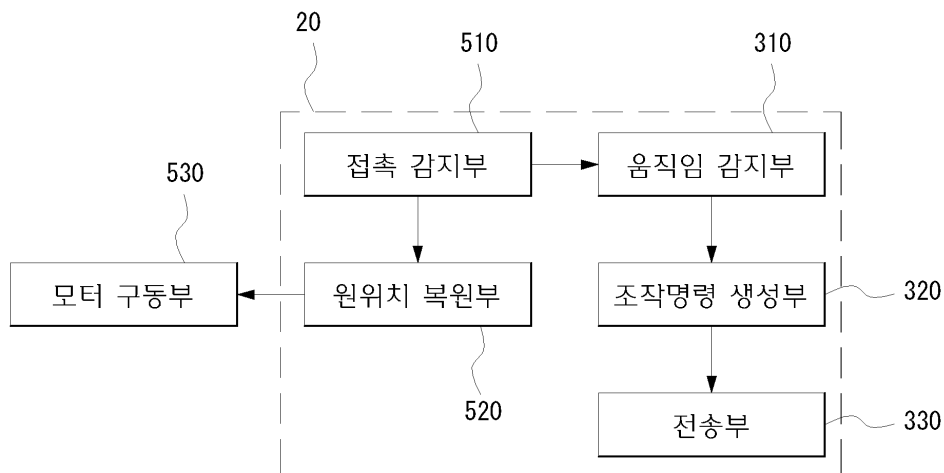 20
510
310
접촉 감지부
움직임 감지부
530
모터 구동부
원위치 복원부
조작명령 생성부
320
520
전송부
330